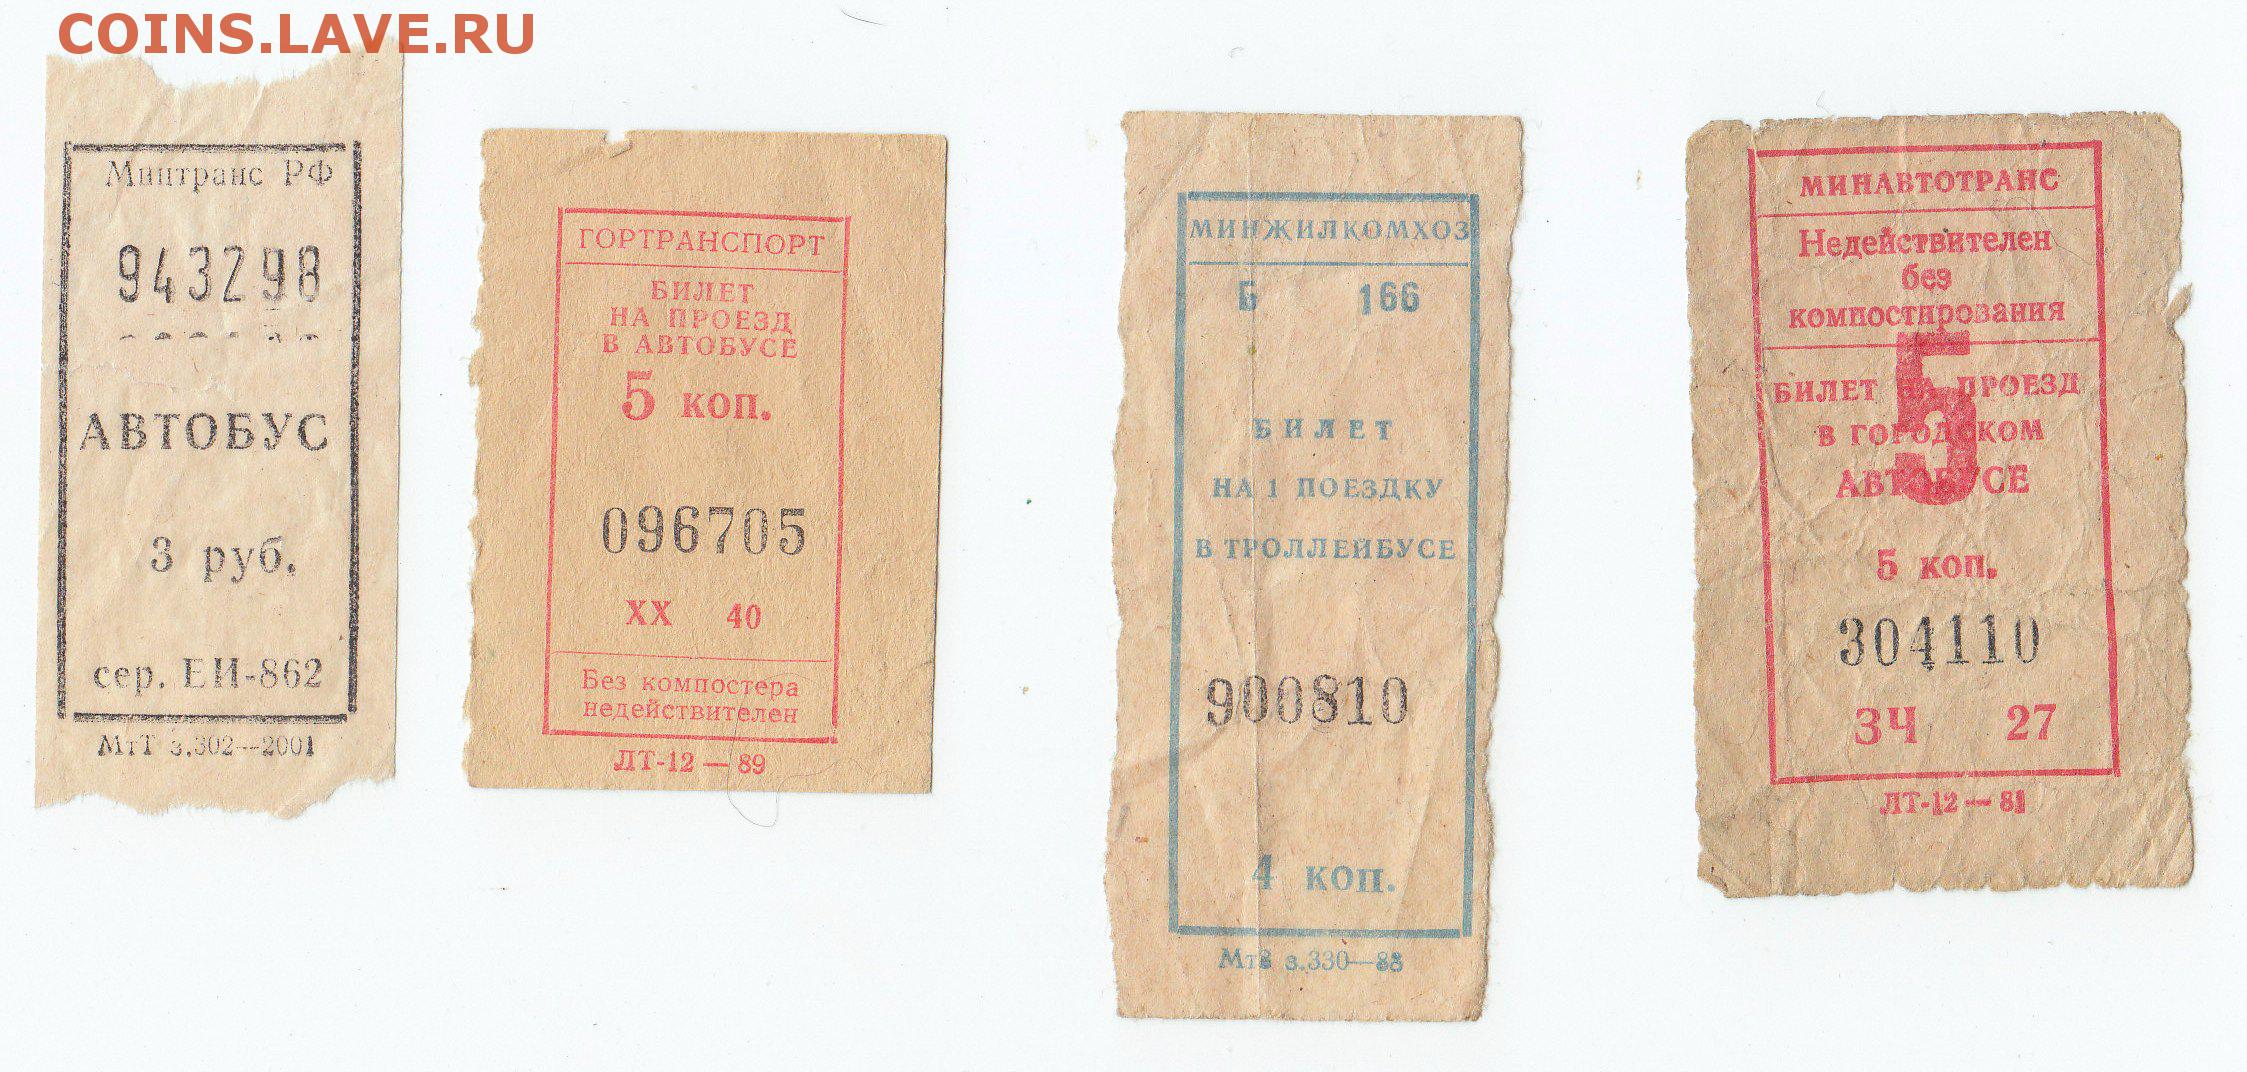 COINS.LAVE.RU
Минтранс РФ
943298
АВТОБУС
3 руб.
сер. ЕИ-862
МтТ з.302—2001
ГОРТРАНСПОРТ
БИЛЕТ
НА ПРОЕЗД
В АВТОБУСЕ
5 коп.
096705
ХХ 40
Без компостера
недействителен
ЛТ-12 — 89
МИНЖИЛКОМХОЗ
Б 166
БИЛЕТ
НА 1 ПОЕЗДКУ
В ТРОЛЛЕЙБУСЕ
900810
4 коп.
з.330—88
МИНАВТОТРАНС
Недействителен
без
компостирования
5
БИЛЕТ НА ПРОЕЗД
В ГОРОДСКОМ
АВТОБУСЕ
5 коп.
304110
ЗЧ 27
ЛТ-12 — 81